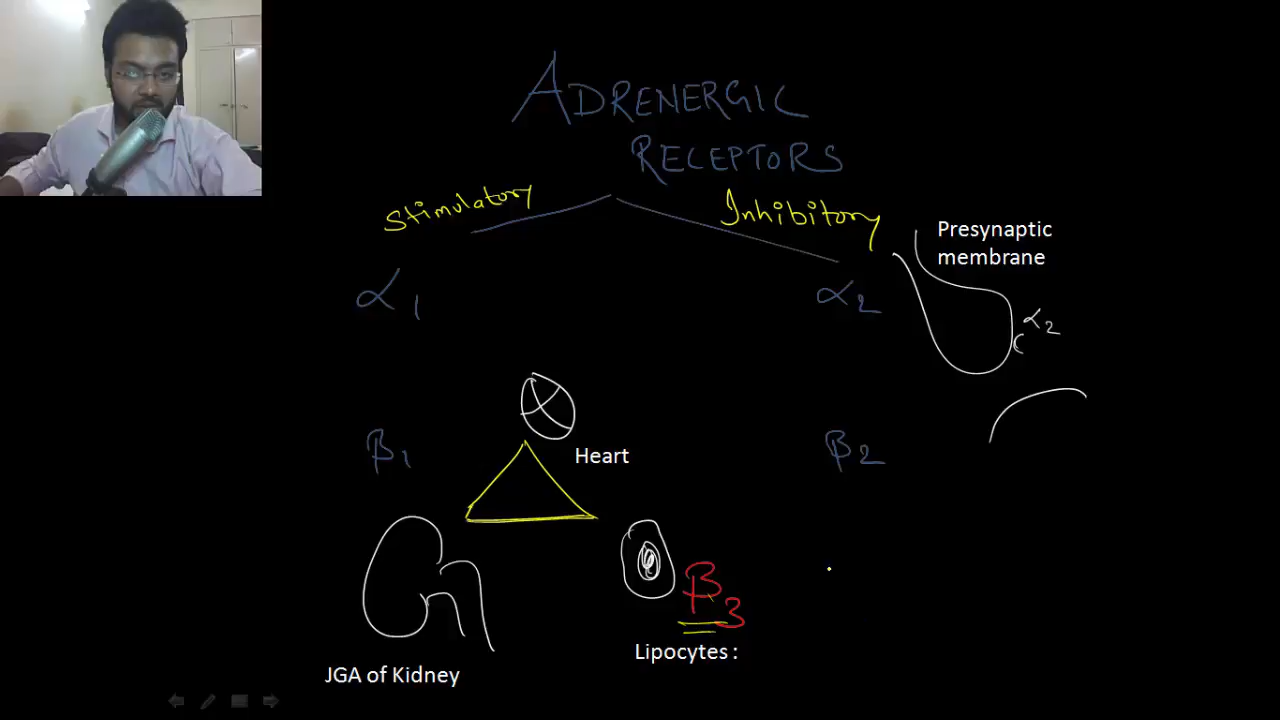 ADRENERGIC
RECEPTORS
Stimulatory
Inhibitory
Presynaptic
membrane
α1
α2
α2
β1
Heart
β2
β3
JGA of Kidney
Lipocytes :